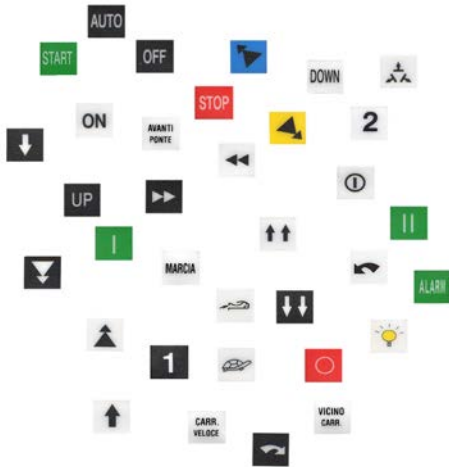 AUTO
START
OFF
DOWN
STOP
ON
AVANTI
PONTE
2
UP
I
II
MARCIA
ALARM
1
CARR.
VELOCE
VICINO
CARR.